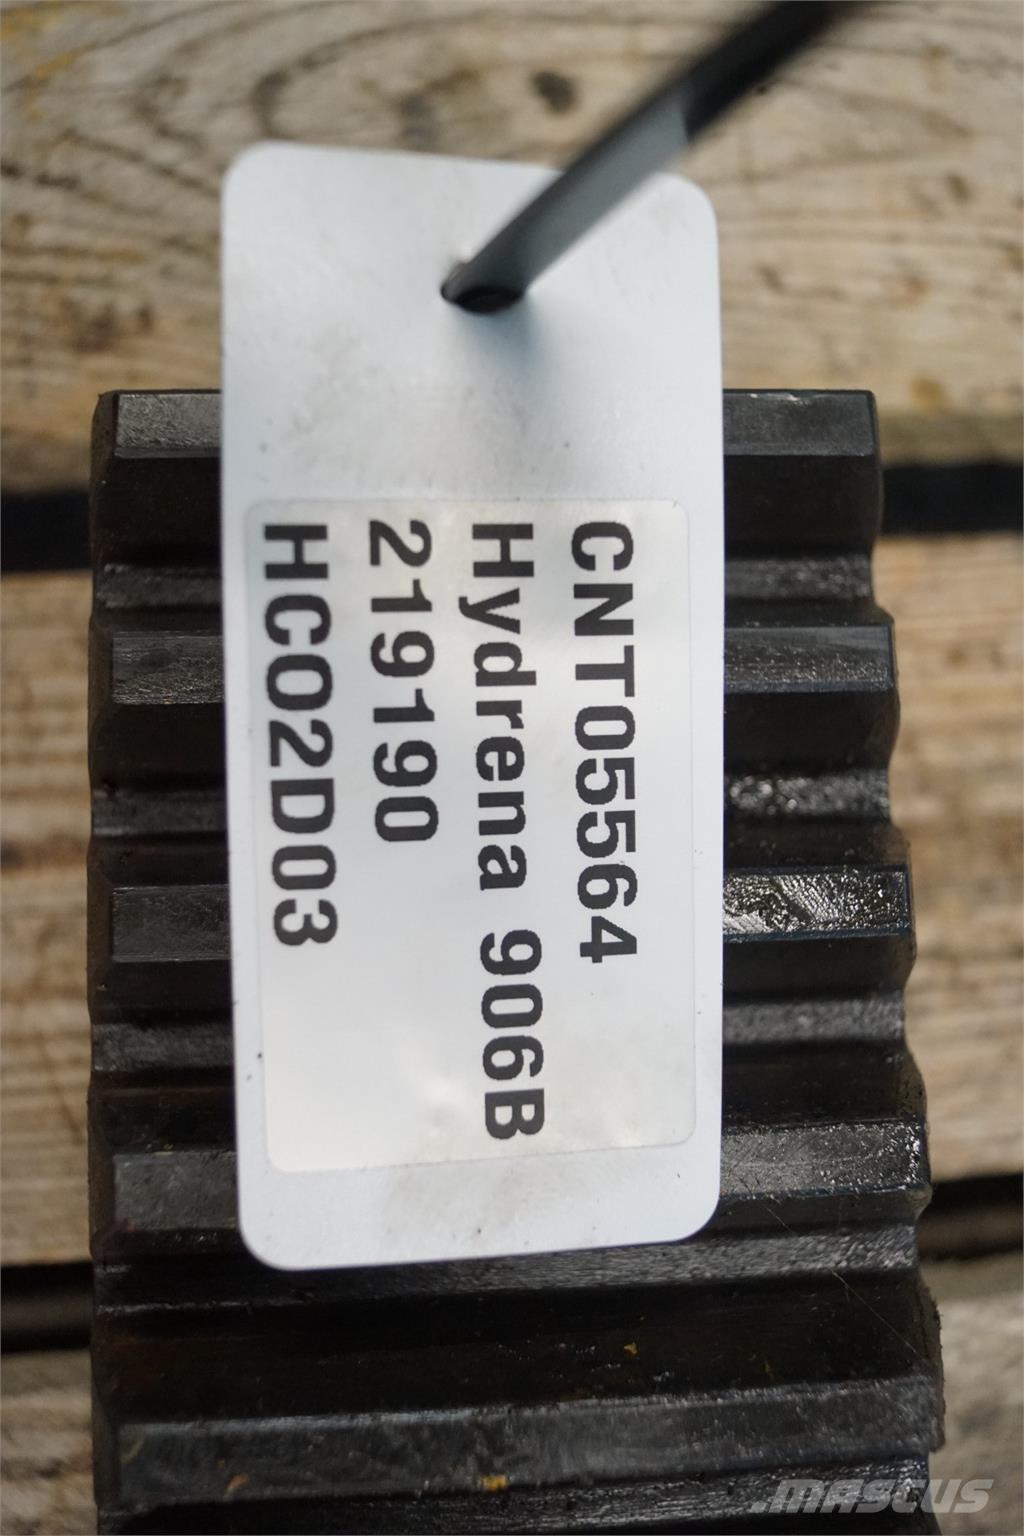 CNT05564
Hydrena 906B
219190
HC02D03
.MASCUS